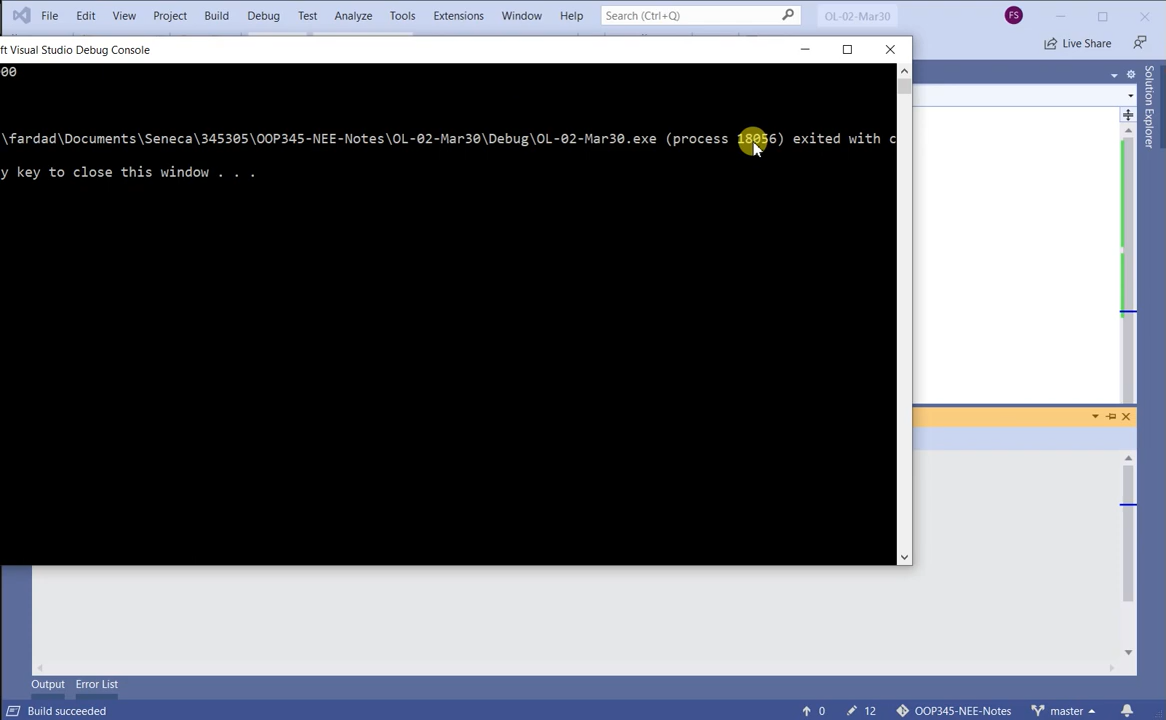 File Edit View Project Build Debug Test Analyze Tools Extensions Window Help Search (Ctrl+Q) OL-02-Mar30 FS
Live Share
ft Visual Studio Debug Console
00
\fardad\Documents\Seneca\345305\OOP345-NEE-Notes\OL-02-Mar30\Debug\OL-02-Mar30.exe (process 18056) exited with c
y key to close this window . . .
Solution Explorer
Output Error List
Build succeeded 0 12 OOP345-NEE-Notes master